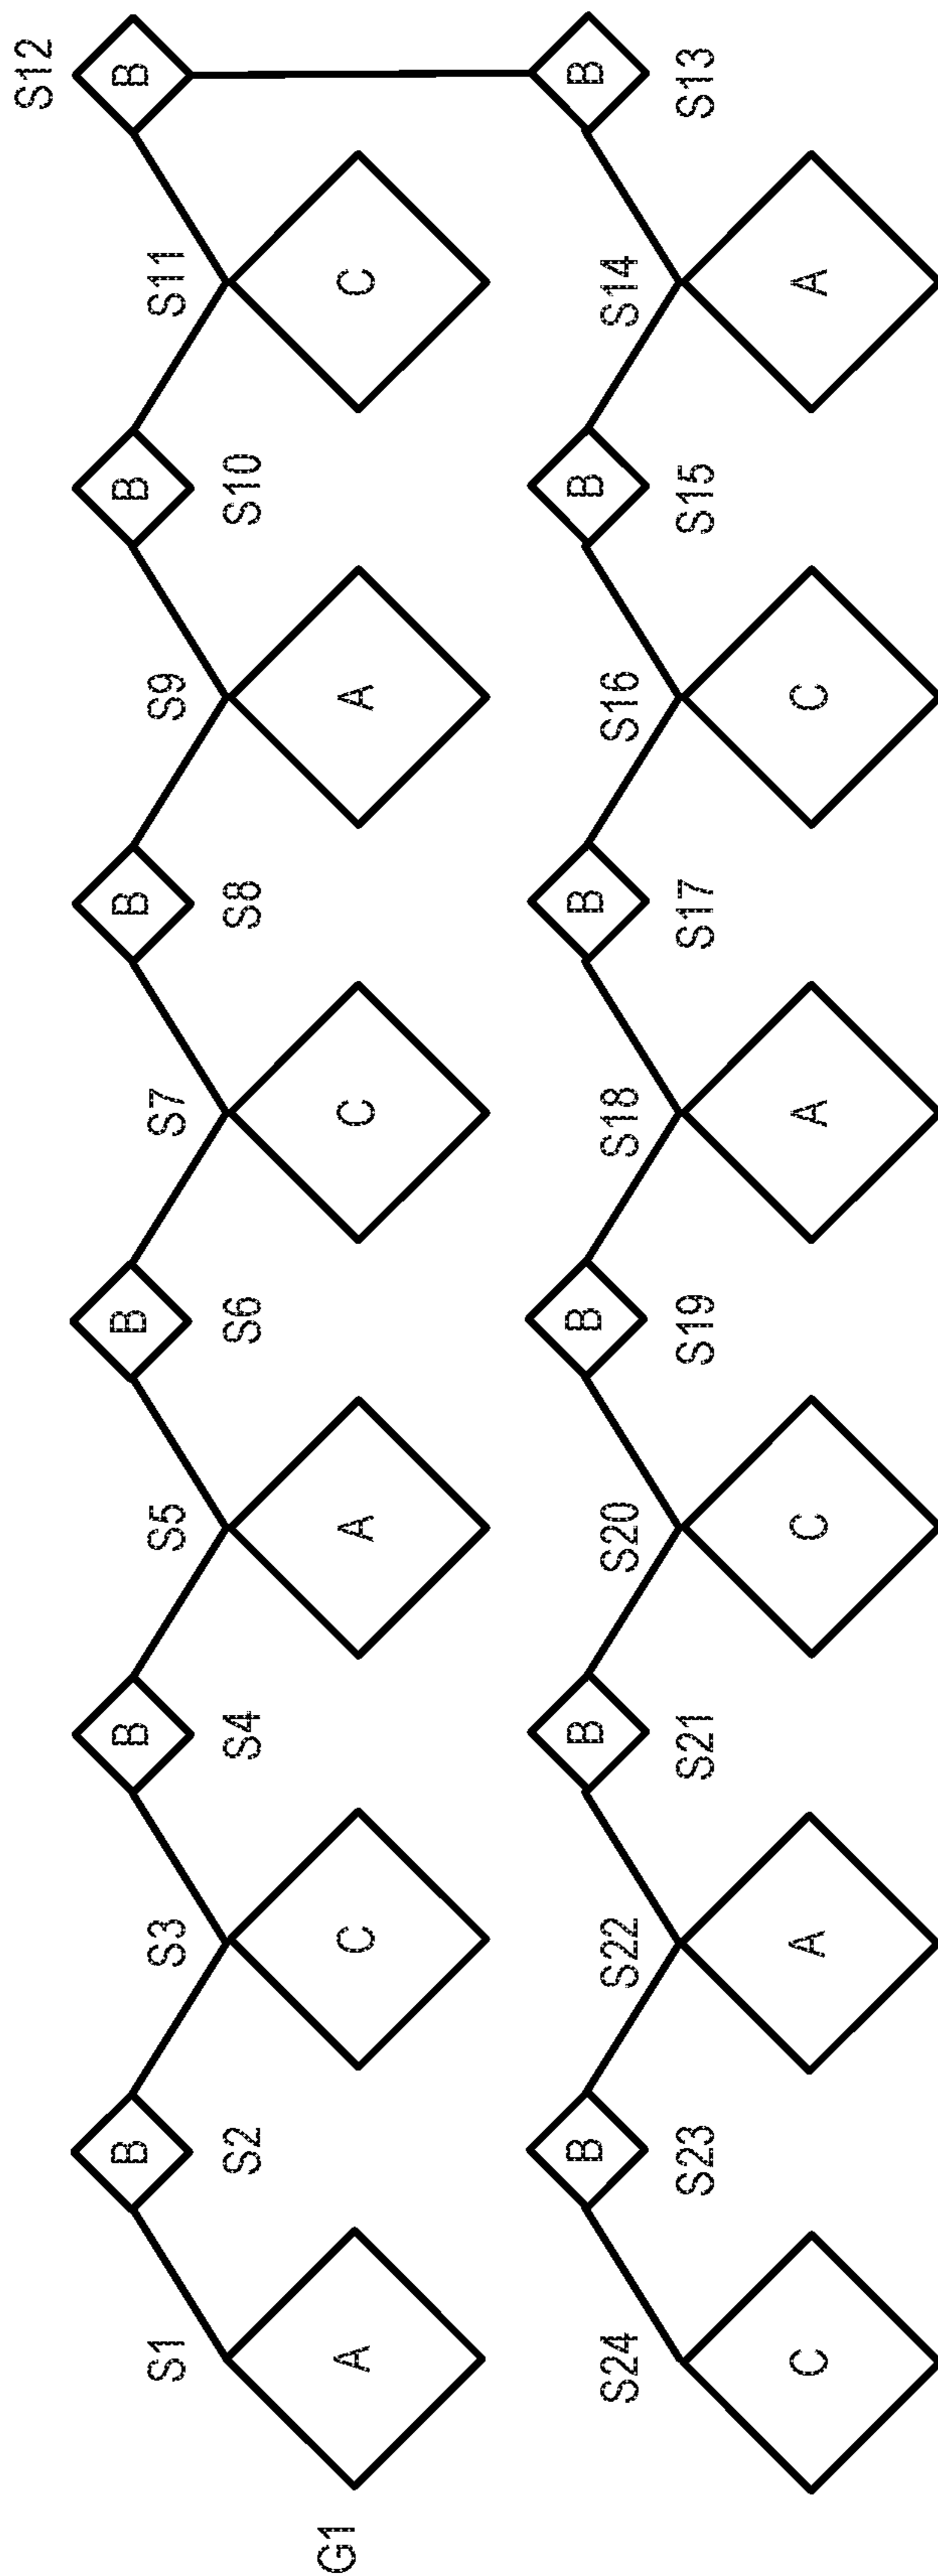 S1 S3 S5 S7 S9 S11 S12
B B B B B B
S2 S4 S6 S8 S10
G1 A C A C A C
S24 S22 S20 S18 S16 S14
B B B B B B
S23 S21 S19 S17 S15 S13
C A C A C A